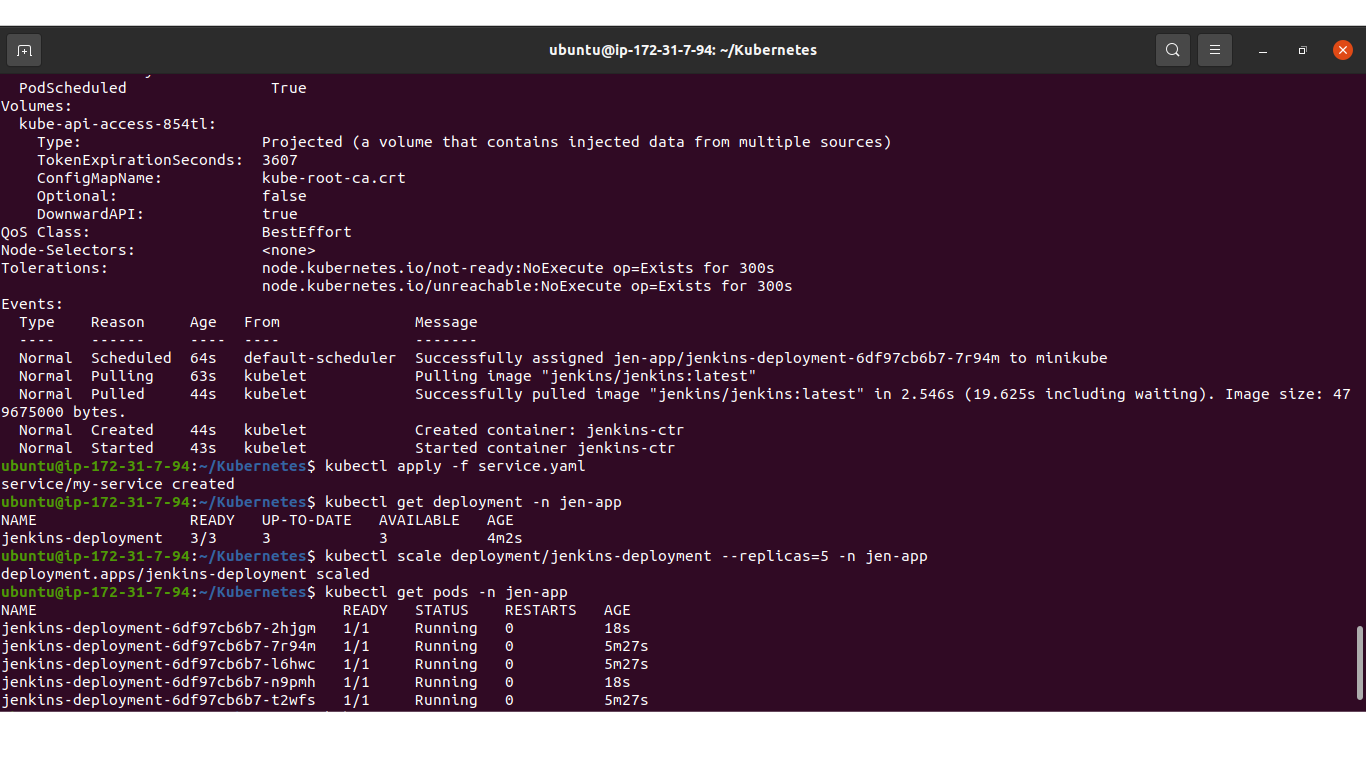 ubuntu@ip-172-31-7-94: ~/Kubernetes
PodScheduled                True
Volumes:
  kube-api-access-854tl:
    Type:                    Projected (a volume that contains injected data from multiple sources)
    TokenExpirationSeconds:  3607
    ConfigMapName:           kube-root-ca.crt
    Optional:                false
    DownwardAPI:             true
QoS Class:                   BestEffort
Node-Selectors:              <none>
Tolerations:                 node.kubernetes.io/not-ready:NoExecute op=Exists for 300s
                             node.kubernetes.io/unreachable:NoExecute op=Exists for 300s
Events:
  Type    Reason     Age   From               Message
  ----    ------     ----  ----               -------
  Normal  Scheduled  64s   default-scheduler  Successfully assigned jen-app/jenkins-deployment-6df97cb6b7-7r94m to minikube
  Normal  Pulling    63s   kubelet            Pulling image "jenkins/jenkins:latest"
  Normal  Pulled     44s   kubelet            Successfully pulled image "jenkins/jenkins:latest" in 2.546s (19.625s including waiting). Image size: 47
9675000 bytes.
  Normal  Created    44s   kubelet            Created container: jenkins-ctr
  Normal  Started    43s   kubelet            Started container jenkins-ctr
ubuntu@ip-172-31-7-94:~/Kubernetes$ kubectl apply -f service.yaml
service/my-service created
ubuntu@ip-172-31-7-94:~/Kubernetes$ kubectl get deployment -n jen-app
NAME                 READY   UP-TO-DATE   AVAILABLE   AGE
jenkins-deployment   3/3     3            3           4m2s
ubuntu@ip-172-31-7-94:~/Kubernetes$ kubectl scale deployment/jenkins-deployment --replicas=5 -n jen-app
deployment.apps/jenkins-deployment scaled
ubuntu@ip-172-31-7-94:~/Kubernetes$ kubectl get pods -n jen-app
NAME                                  READY   STATUS    RESTARTS   AGE
jenkins-deployment-6df97cb6b7-2hjgm   1/1     Running   0          18s
jenkins-deployment-6df97cb6b7-7r94m   1/1     Running   0          5m27s
jenkins-deployment-6df97cb6b7-l6hwc   1/1     Running   0          5m27s
jenkins-deployment-6df97cb6b7-n9pmh   1/1     Running   0          18s
jenkins-deployment-6df97cb6b7-t2wfs   1/1     Running   0          5m27s